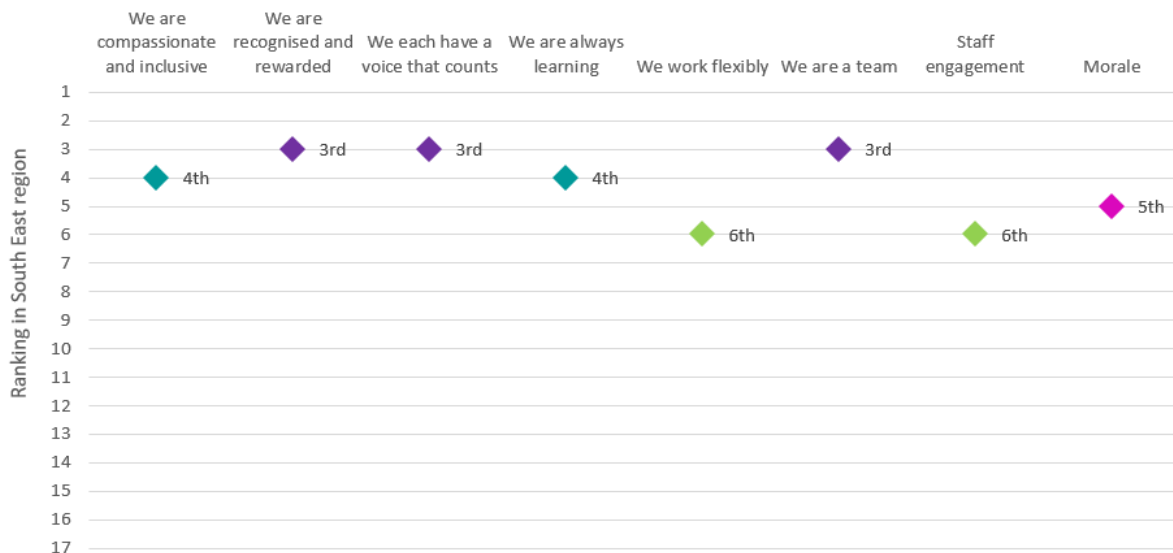 We are
compassionate
and inclusive
We are
recognised and
rewarded
We each have a
voice that counts
We are always
learning
We work flexibly
We are a team
Staff
engagement
Morale
Ranking in South East region
1
2
3
4
5
6
7
8
9
10
11
12
13
14
15
16
17
4th
3rd
3rd
4th
6th
3rd
6th
5th